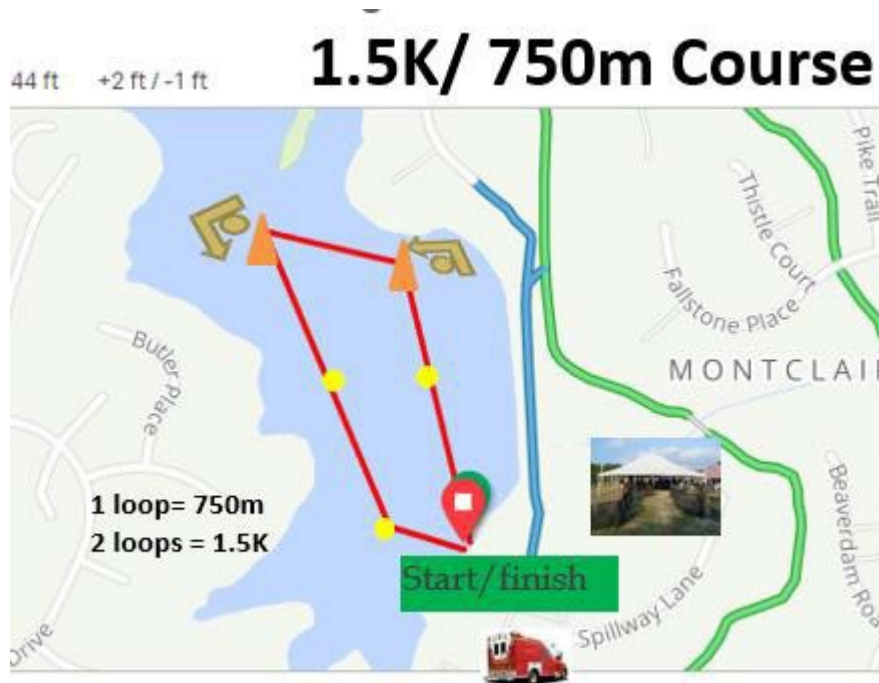 1.5K/ 750m Course
44 ft +2 ft / -1 ft
Pike Trail
Thistle Court
Fallstone Place
MONTCLAI
Butler Place
1 loop= 750m
2 loops = 1.5K
Start/finish
Beaverdam Roa
Spillway Lane
Drive